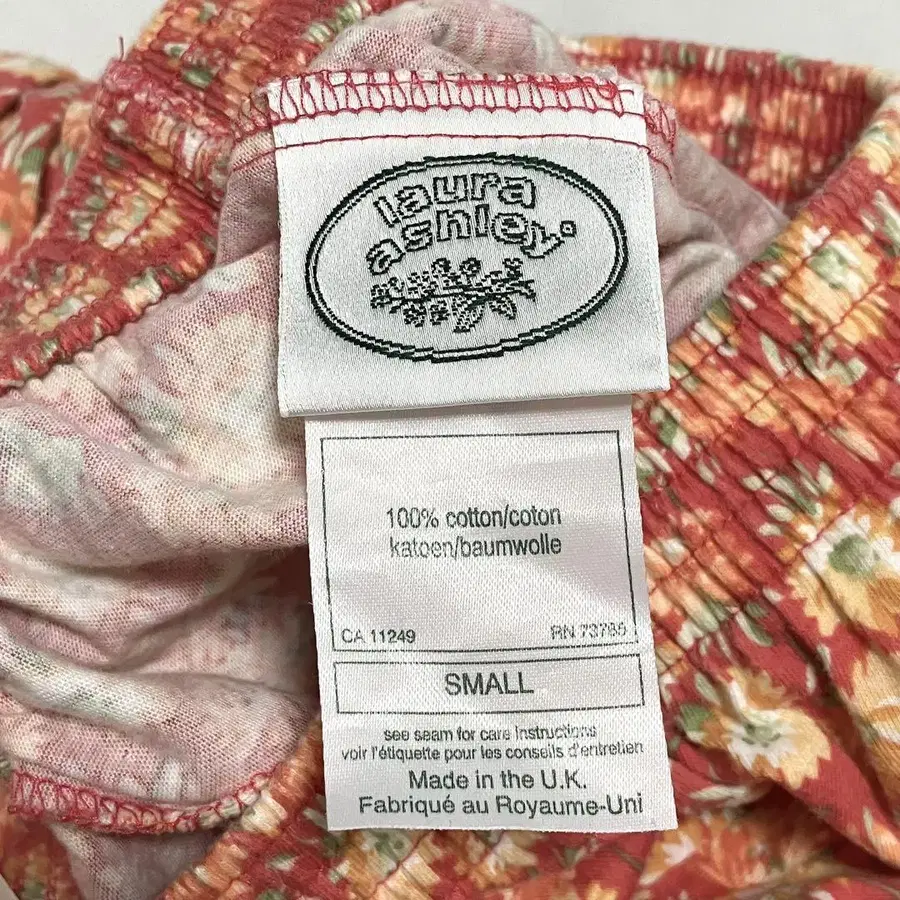 laura
ashley®
100% cotton/coton
katoen/baumwolle
CA 11249 RN 73785
SMALL
see seam for care instructions
voir l'étiquette pour les conseils d'entretien
Made in the U.K.
Fabriqué au Royaume-Uni